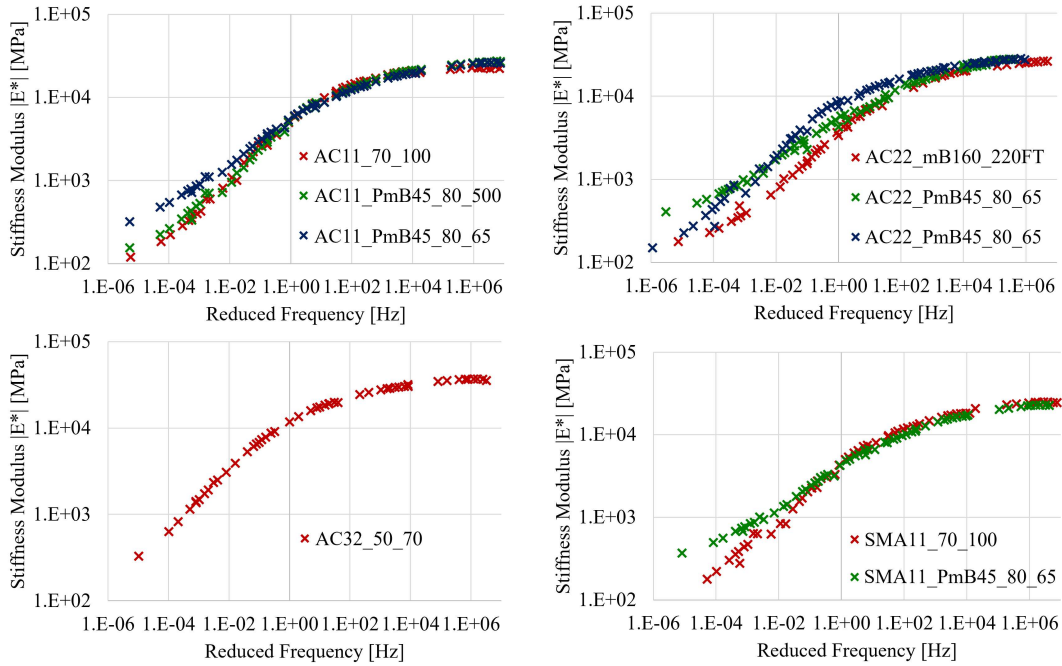 Stiffness Modulus |E*| [MPa]
1.E+05
1.E+04
1.E+03
1.E+02
AC11_70_100
AC11_PmB45_80_500
AC11_PmB45_80_65
1.E-06 1.E-04 1.E-02 1.E+00 1.E+02 1.E+04 1.E+06
Reduced Frequency [Hz]
Stiffness Modulus |E*| [MPa]
1.E+05
1.E+04
1.E+03
1.E+02
AC22_mB160_220FT
AC22_PmB45_80_65
AC22_PmB45_80_65
1.E-06 1.E-04 1.E-02 1.E+00 1.E+02 1.E+04 1.E+06
Reduced Frequency [Hz]
Stiffness Modulus |E*| [MPa]
1.E+05
1.E+04
1.E+03
1.E+02
AC32_50_70
1.E-06 1.E-04 1.E-02 1.E+00 1.E+02 1.E+04 1.E+06
Reduced Frequency [Hz]
Stiffness Modulus |E*| [MPa]
1.E+05
1.E+04
1.E+03
1.E+02
SMA11_70_100
SMA11_PmB45_80_65
1.E-06 1.E-04 1.E-02 1.E+00 1.E+02 1.E+04 1.E+06
Reduced Frequency [Hz]